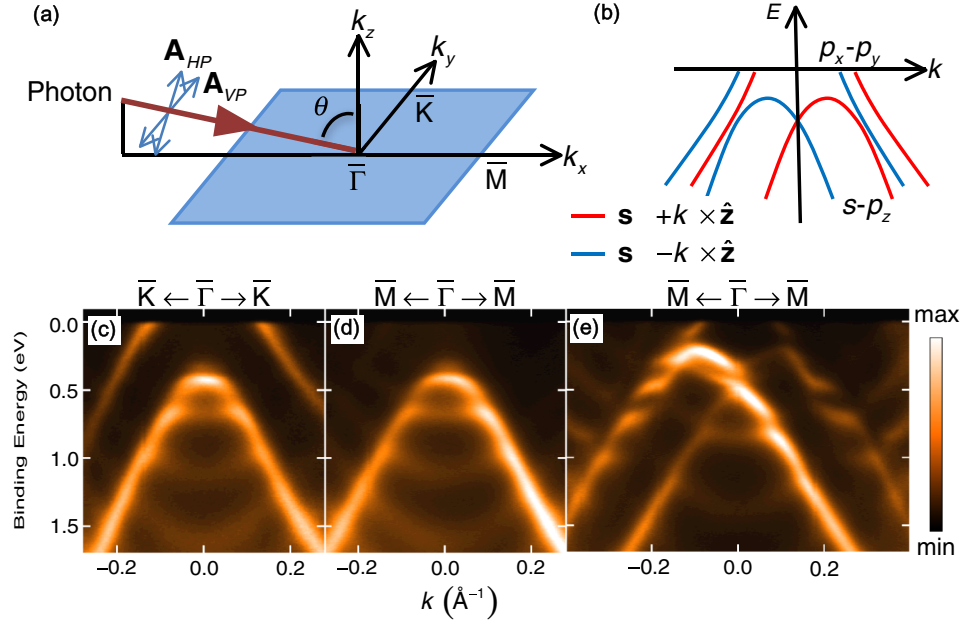 (a)
A_HP
A_VP
Photon
θ
k_z
k_y
K̅
Γ̅
M̅
k_x
(b)
E
p_x-p_y
k
s-p_z
s +k × ẑ
s −k × ẑ
K̅ ← Γ̅ → K̅
M̅ ← Γ̅ → M̅
M̅ ← Γ̅ → M̅
(c)
(d)
(e)
max
min
Binding Energy (eV)
0.0
0.5
1.0
1.5
−0.2 0.0 0.2
−0.2 0.0 0.2
−0.2 0.0 0.2
k (Å⁻¹)